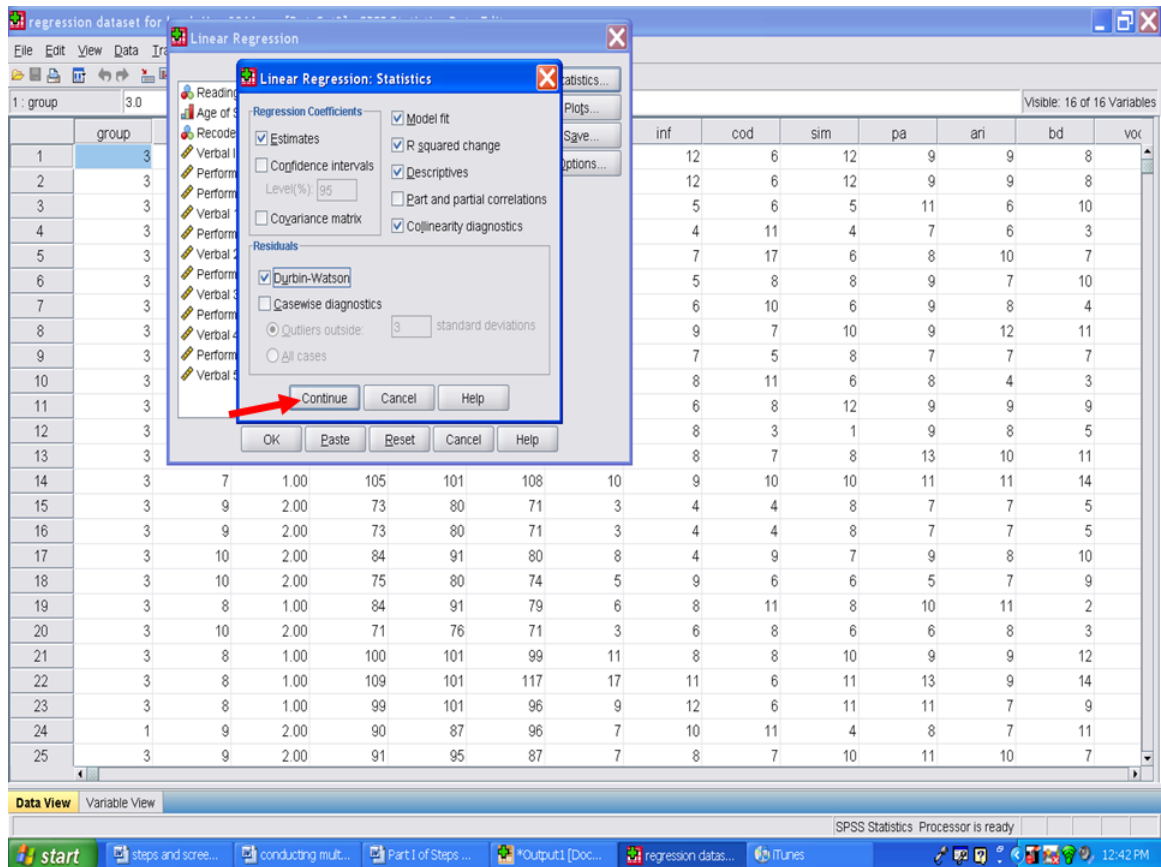 regression dataset for
Linear Regression
File Edit View Data
1 : group 3.0 Visible: 16 of 16 Variables
Linear Regression: Statistics
Statistics...
Plots...
Save...
Options...
Reading
Age of S
Recode
Verbal I
Perform
Perform
Verbal 1
Perform
Verbal 2
Perform
Verbal 3
Perform
Verbal 4
Perform
Verbal 5
Regression Coefficients
Estimates
Confidence intervals
Level(%): 95
Covariance matrix
Model fit
R squared change
Descriptives
Part and partial correlations
Collinearity diagnostics
Residuals
Durbin-Watson
Casewise diagnostics
Outliers outside: 3 standard deviations
All cases
Continue Cancel Help
OK Paste Reset Cancel Help
group inf cod sim pa ari bd voc
1 3 12 6 12 9 9 8
2 3 12 6 12 9 9 8
3 3 5 6 5 11 6 10
4 3 4 11 4 7 6 3
5 3 7 17 6 8 10 7
6 3 5 8 8 9 7 10
7 3 6 10 6 9 8 4
8 3 9 7 10 9 12 11
9 3 7 5 8 7 7 7
10 3 8 11 6 8 4 3
11 3 6 8 12 9 9 9
12 3 8 3 1 9 8 5
13 3 8 7 8 13 10 11
14 3 7 1.00 105 101 108 10 9 10 10 11 11 14
15 3 9 2.00 73 80 71 3 4 4 8 7 7 5
16 3 9 2.00 73 80 71 3 4 4 8 7 7 5
17 3 10 2.00 84 91 80 8 4 9 7 9 8 10
18 3 10 2.00 75 80 74 5 9 6 6 5 7 9
19 3 8 1.00 84 91 79 6 8 11 8 10 11 2
20 3 10 2.00 71 76 71 3 6 8 6 6 8 3
21 3 8 1.00 100 101 99 11 8 8 10 9 9 12
22 3 8 1.00 109 101 117 17 11 6 11 13 9 14
23 3 8 1.00 99 101 96 9 12 6 11 11 7 9
24 1 9 2.00 90 87 96 7 10 11 4 8 7 11
25 3 9 2.00 91 95 87 7 8 7 10 11 10 7
Data View Variable View
SPSS Statistics Processor is ready
start steps and scree... conducting mult... Part I of Steps ... *Output1 [Doc... regression datas... iTunes 12:42 PM